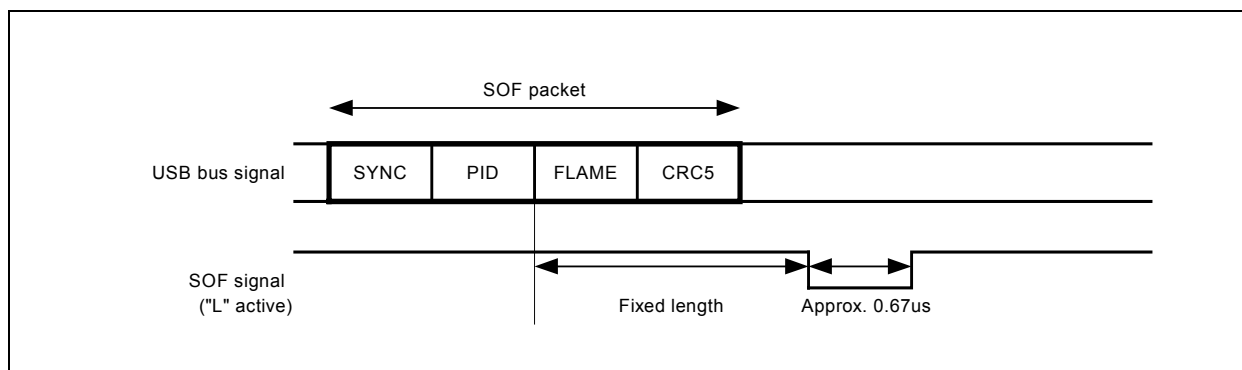 SOF packet
USB bus signal
SYNC
PID
FLAME
CRC5
SOF signal
("L" active)
Fixed length
Approx. 0.67us